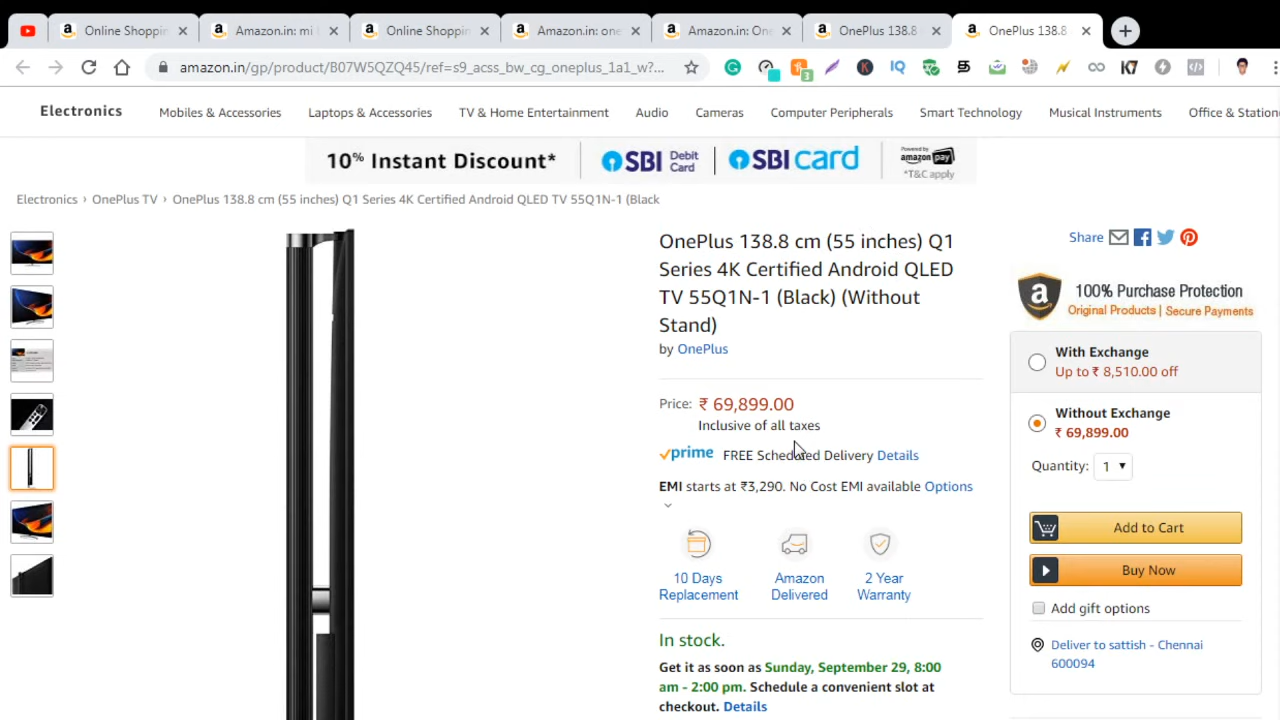 Online Shoppin
Amazon.in: mi l
Online Shoppin
Amazon.in: one
Amazon.in: One
OnePlus 138.8
OnePlus 138.8
amazon.in/gp/product/B07W5QZQ45/ref=s9_acss_bw_cg_oneplus_1a1_w?...
3
K7
Electronics
Mobiles & Accessories
Laptops & Accessories
TV & Home Entertainment
Audio
Cameras
Computer Peripherals
Smart Technology
Musical Instruments
Office & Station
10% Instant Discount*
SBI Debit Card
SBI card
Powered by
amazon pay
*T&C apply
Electronics › OnePlus TV › OnePlus 138.8 cm (55 inches) Q1 Series 4K Certified Android QLED TV 55Q1N-1 (Black
OnePlus 138.8 cm (55 inches) Q1
Series 4K Certified Android QLED
TV 55Q1N-1 (Black) (Without
Stand)
by OnePlus
Price: ₹ 69,899.00
Inclusive of all taxes
prime FREE Scheduled Delivery Details
EMI starts at ₹3,290. No Cost EMI available Options
10 Days
Replacement
Amazon
Delivered
2 Year
Warranty
In stock.
Get it as soon as Sunday, September 29, 8:00
am - 2:00 pm. Schedule a convenient slot at
checkout. Details
Share
100% Purchase Protection
Original Products | Secure Payments
With Exchange
Up to ₹ 8,510.00 off
Without Exchange
₹ 69,899.00
Quantity: 1
Add to Cart
Buy Now
Add gift options
Deliver to sattish - Chennai
600094